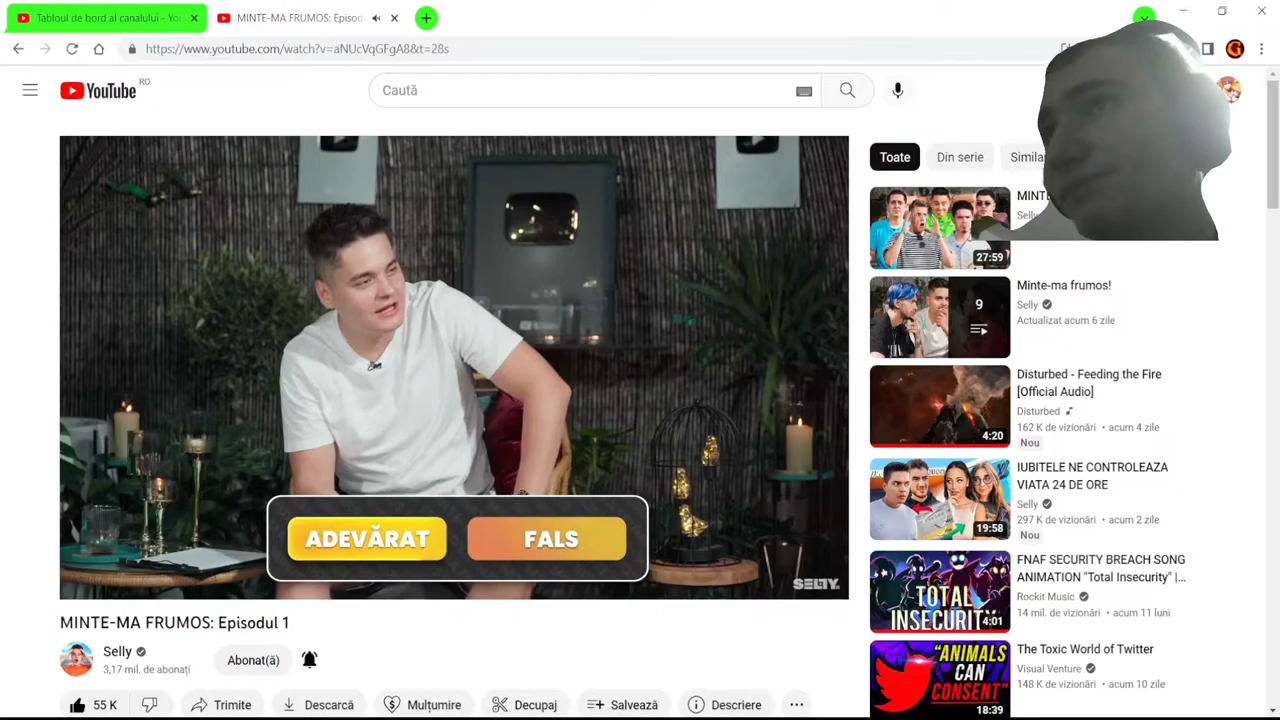 Tabloul de bord al canalului - You
MINTE-MA FRUMOS: Episodu
https://www.youtube.com/watch?v=aNUcVqGFgA8&t=28s
YouTube RO
Caută
G
Toate
Din serie
ADEVĂRAT
FALS
SELTY.
MINTE-MA FRUMOS: Episodul 1
Selly
3,17 mil. de abonați
Abonat(ă)
55 K
Trimite
Descarcă
Mulțumire
Decupaj
Salvează
Descriere
27:59
9
Minte-ma frumos!
Selly
Actualizat acum 6 zile
4:20
Disturbed - Feeding the Fire
[Official Audio]
Disturbed
162 K de vizionări • acum 4 zile
Nou
19:58
IUBITELE NE CONTROLEAZA
VIATA 24 DE ORE
Selly
297 K de vizionări • acum 2 zile
Nou
TOTAL
INSECURITY
4:01
FNAF SECURITY BREACH SONG
ANIMATION "Total Insecurity" |...
Rockit Music
14 mil. de vizionări • acum 11 luni
"ANIMALS
CAN
CONSENT"
18:39
The Toxic World of Twitter
Visual Venture
148 K de vizionări • acum 10 zile